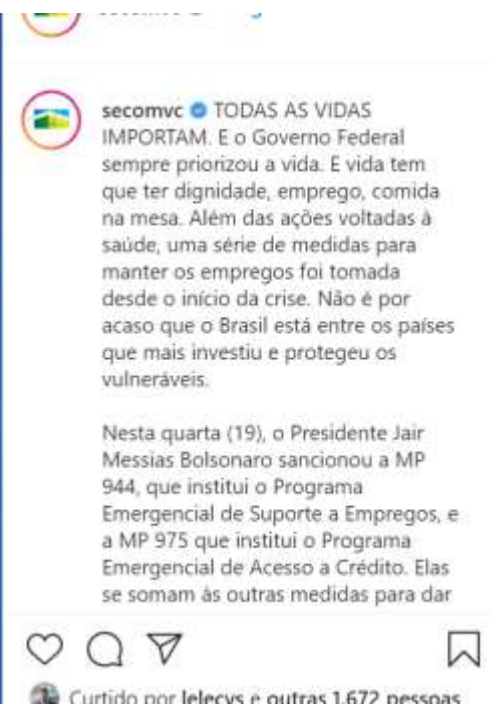 secomvc TODAS AS VIDAS
IMPORTAM. E o Governo Federal
sempre priorizou a vida. E vida tem
que ter dignidade, emprego, comida
na mesa. Além das ações voltadas à
saúde, uma série de medidas para
manter os empregos foi tomada
desde o início da crise. Não é por
acaso que o Brasil está entre os países
que mais investiu e protegeu os
vulneráveis.
Nesta quarta (19), o Presidente Jair
Messias Bolsonaro sancionou a MP
944, que institui o Programa
Emergencial de Suporte a Empregos, e
a MP 975 que institui o Programa
Emergencial de Acesso a Crédito. Elas
se somam às outras medidas para dar
Curtido por lelecvs e outras 1.672 pessoas